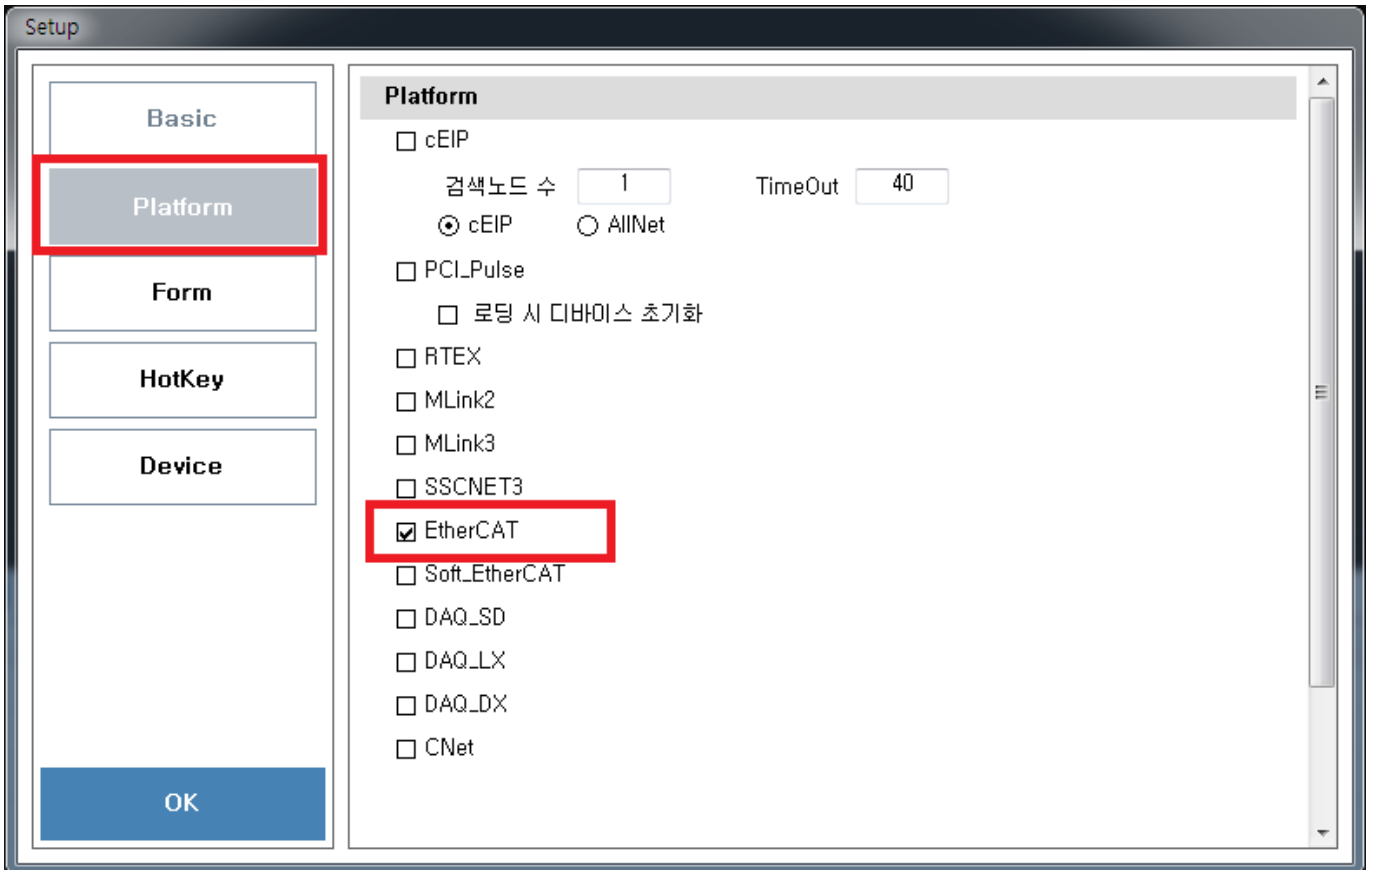 Setup
Basic
Platform
Form
HotKey
Device
OK
Platform
cEIP
검색노드 수 1 TimeOut 40
cEIP AllNet
PCI_Pulse
로딩 시 디바이스 초기화
RTEX
MLink2
MLink3
SSCNET3
EtherCAT
Soft_EtherCAT
DAQ_SD
DAQ_LX
DAQ_DX
CNet